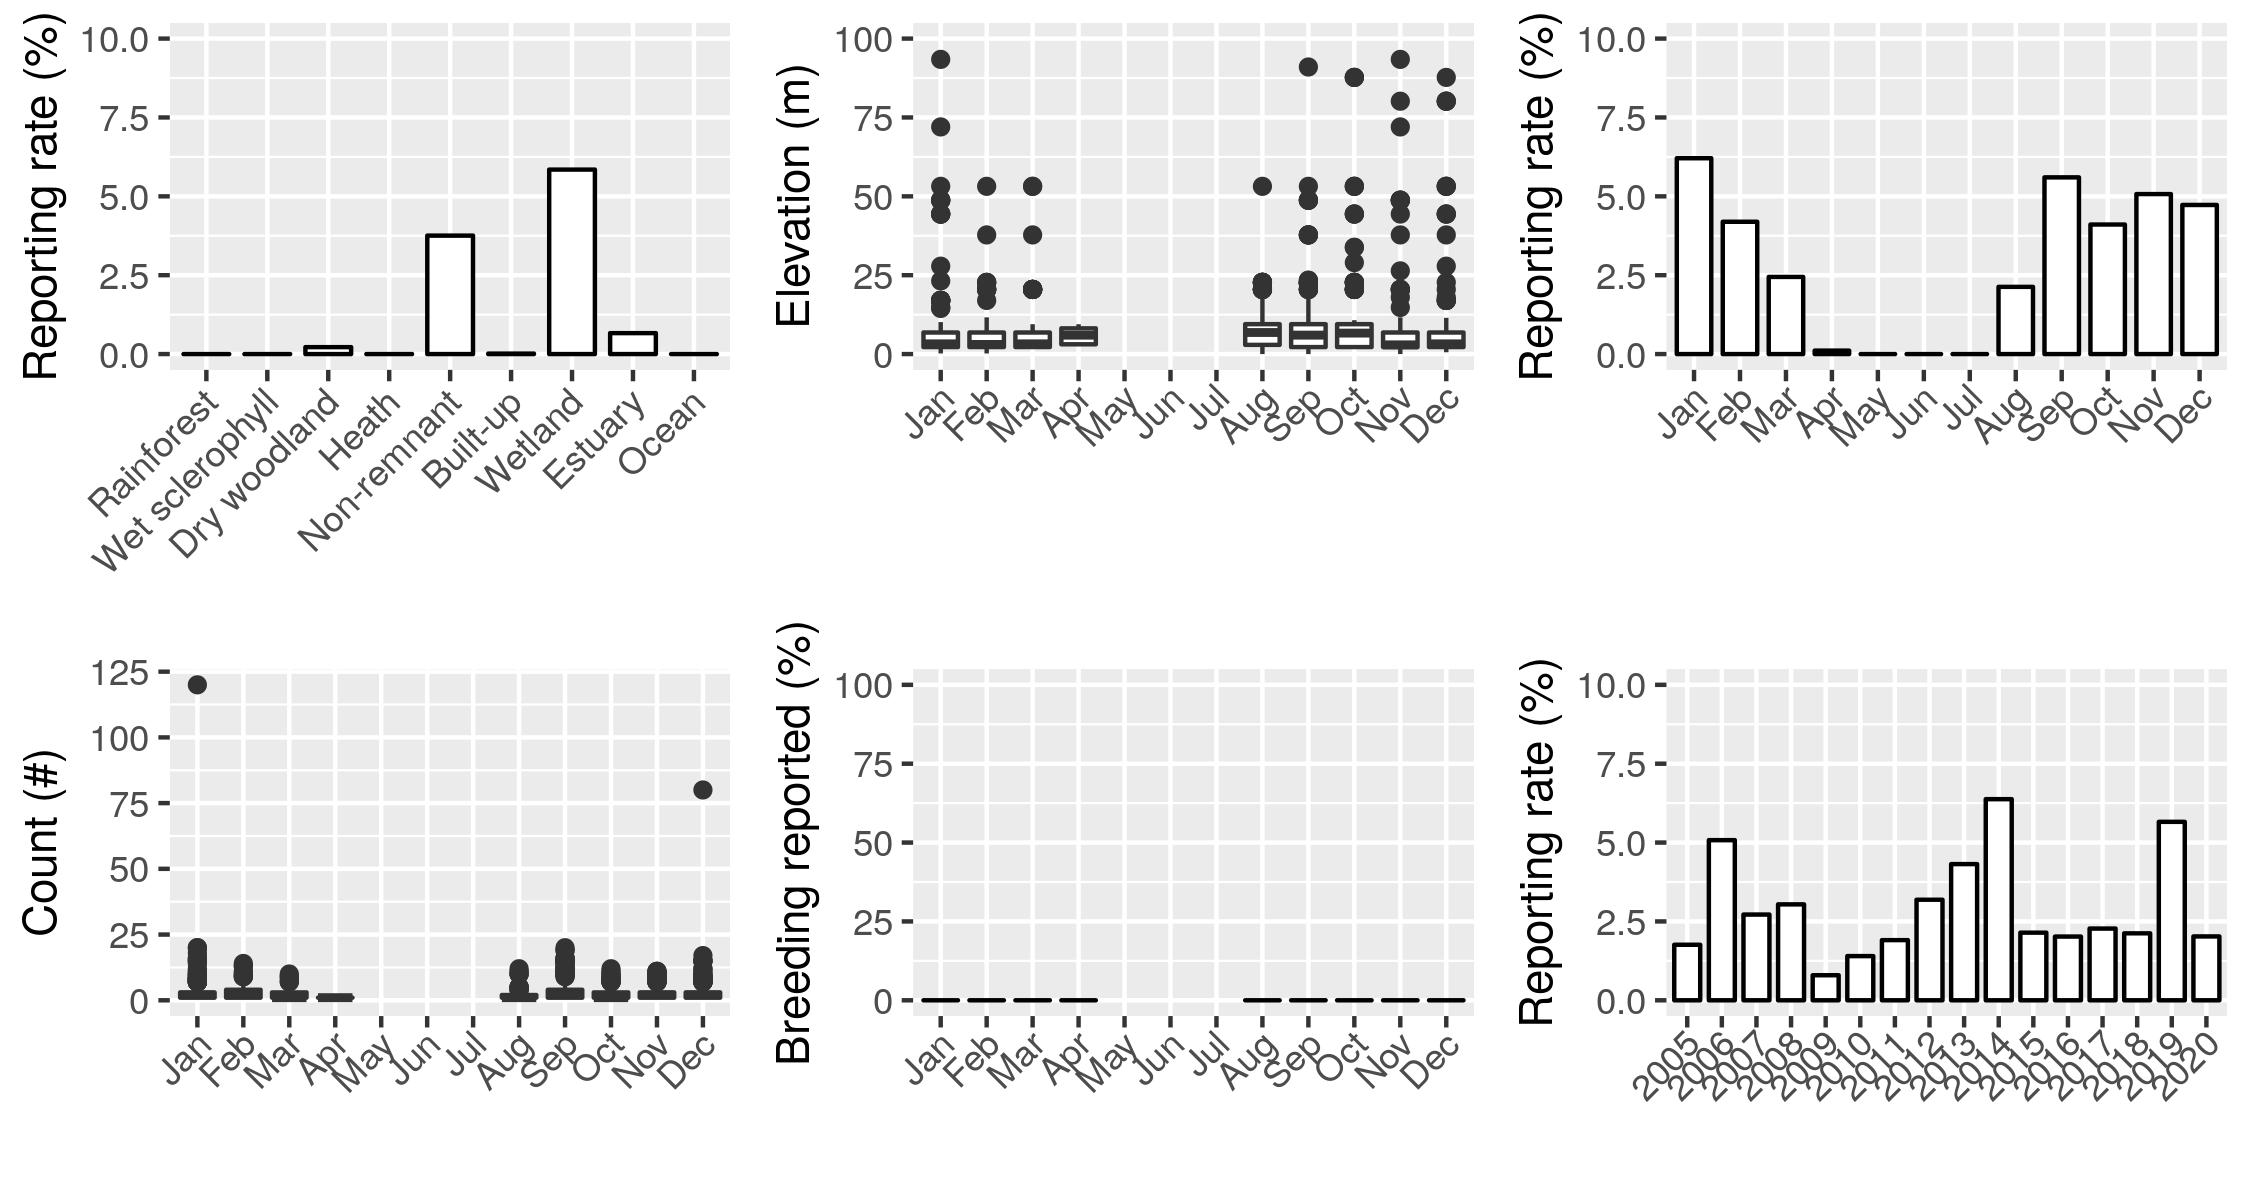 Reporting rate (%)
10.0
7.5
5.0
2.5
0.0
Rainforest
Wet sclerophyll
Dry woodland
Heath
Non-remnant
Built-up
Wetland
Estuary
Ocean
Elevation (m)
100
75
50
25
0
Jan
Feb
Mar
Apr
May
Jun
Jul
Aug
Sep
Oct
Nov
Dec
Reporting rate (%)
10.0
7.5
5.0
2.5
0.0
Jan
Feb
Mar
Apr
May
Jun
Jul
Aug
Sep
Oct
Nov
Dec
Count (#)
125
100
75
50
25
0
Jan
Feb
Mar
Apr
May
Jun
Jul
Aug
Sep
Oct
Nov
Dec
Breeding reported (%)
100
75
50
25
0
Jan
Feb
Mar
Apr
May
Jun
Jul
Aug
Sep
Oct
Nov
Dec
Reporting rate (%)
10.0
7.5
5.0
2.5
0.0
2005
2006
2007
2008
2009
2010
2011
2012
2013
2014
2015
2016
2017
2018
2019
2020